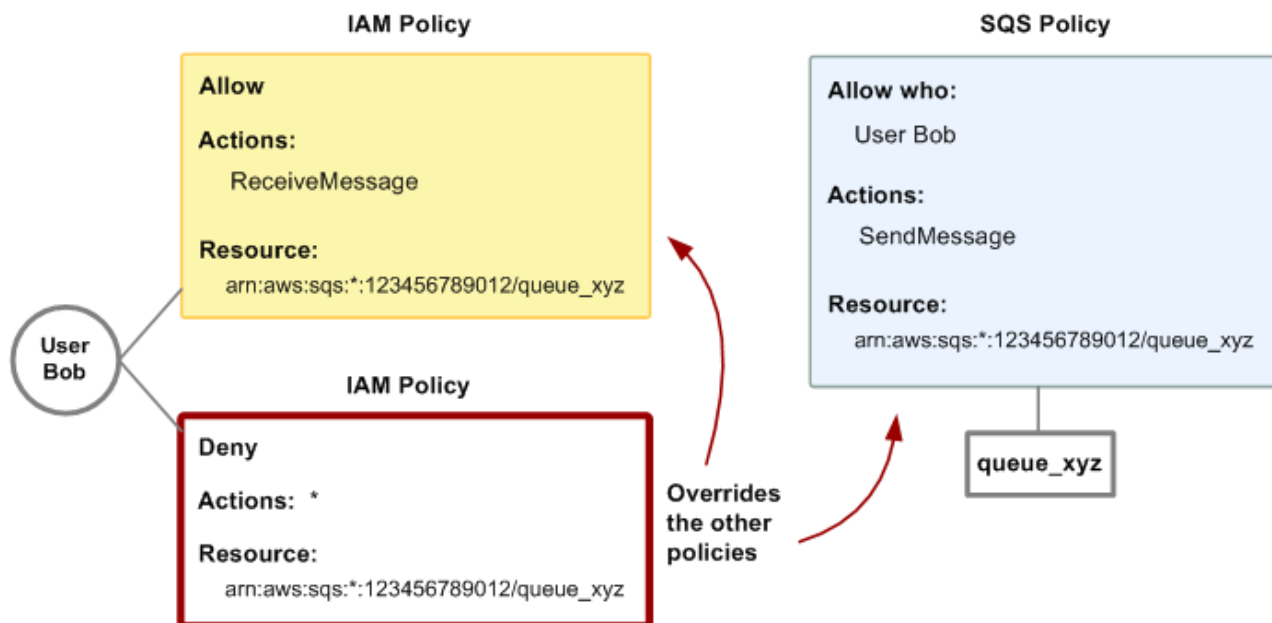 IAM Policy
Allow
Actions:
ReceiveMessage
Resource:
arn:aws:sqs:*:123456789012/queue_xyz
User
Bob
IAM Policy
Deny
Actions: *
Resource:
arn:aws:sqs:*:123456789012/queue_xyz
Overrides
the other
policies
SQS Policy
Allow who:
User Bob
Actions:
SendMessage
Resource:
arn:aws:sqs:*:123456789012/queue_xyz
queue_xyz